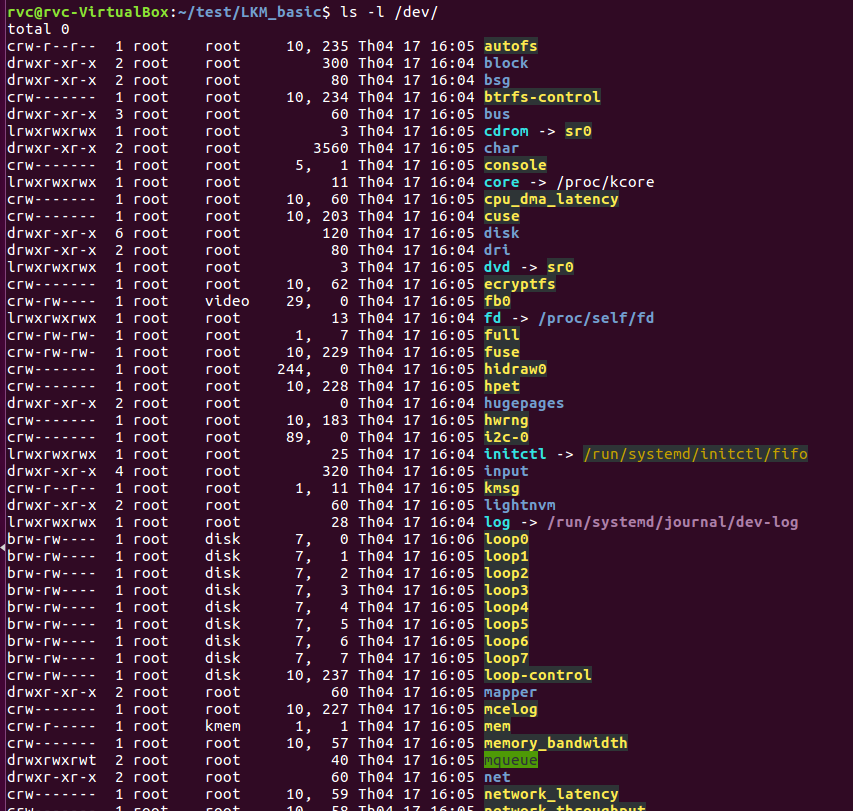 rvc@rvc-VirtualBox:~/test/LKM_basic$ ls -l /dev/
total 0
crw-r--r--  1 root    root     10, 235 Th04 17 16:05 autofs
drwxr-xr-x  2 root    root         300 Th04 17 16:04 block
drwxr-xr-x  2 root    root          80 Th04 17 16:04 bsg
crw-------  1 root    root     10, 234 Th04 17 16:05 btrfs-control
drwxr-xr-x  3 root    root          60 Th04 17 16:04 bus
lrwxrwxrwx  1 root    root           3 Th04 17 16:04 cdrom -> sr0
drwxr-xr-x  2 root    root        3560 Th04 17 16:04 char
crw-------  1 root    root      5,   1 Th04 17 16:05 console
lrwxrwxrwx  1 root    root          11 Th04 17 16:04 core -> /proc/kcore
crw-------  1 root    root     10,  60 Th04 17 16:05 cpu_dma_latency
crw-------  1 root    root     10, 203 Th04 17 16:05 cuse
drwxr-xr-x  6 root    root         120 Th04 17 16:04 disk
drwxr-xr-x  2 root    root          80 Th04 17 16:04 dri
lrwxrwxrwx  1 root    root           3 Th04 17 16:04 dvd -> sr0
crw-------  1 root    root     10,  62 Th04 17 16:05 ecryptfs
crw-rw----  1 root    video    29,   0 Th04 17 16:05 fb0
lrwxrwxrwx  1 root    root          13 Th04 17 16:04 fd -> /proc/self/fd
crw-rw-rw-  1 root    root      1,   7 Th04 17 16:05 full
crw-rw-rw-  1 root    root     10, 229 Th04 17 16:05 fuse
crw-------  1 root    root    244,   0 Th04 17 16:05 hidraw0
crw-------  1 root    root     10, 228 Th04 17 16:05 hpet
drwxr-xr-x  2 root    root           0 Th04 17 16:04 hugepages
crw-------  1 root    root     10, 183 Th04 17 16:05 hwrng
crw-------  1 root    root     89,   0 Th04 17 16:05 i2c-0
lrwxrwxrwx  1 root    root          25 Th04 17 16:04 initctl -> /run/systemd/initctl/fifo
drwxr-xr-x  4 root    root         320 Th04 17 16:05 input
crw-r--r--  1 root    root      1,  11 Th04 17 16:05 kmsg
drwxr-xr-x  2 root    root          60 Th04 17 16:05 lightnvm
lrwxrwxrwx  1 root    root          28 Th04 17 16:04 log -> /run/systemd/journal/dev-log
brw-rw----  1 root    disk      7,   0 Th04 17 16:06 loop0
brw-rw----  1 root    disk      7,   1 Th04 17 16:05 loop1
brw-rw----  1 root    disk      7,   2 Th04 17 16:05 loop2
brw-rw----  1 root    disk      7,   3 Th04 17 16:05 loop3
brw-rw----  1 root    disk      7,   4 Th04 17 16:05 loop4
brw-rw----  1 root    disk      7,   5 Th04 17 16:05 loop5
brw-rw----  1 root    disk      7,   6 Th04 17 16:05 loop6
brw-rw----  1 root    disk      7,   7 Th04 17 16:05 loop7
crw-rw----  1 root    disk     10, 237 Th04 17 16:05 loop-control
drwxr-xr-x  2 root    root          60 Th04 17 16:05 mapper
crw-------  1 root    root     10, 227 Th04 17 16:05 mcelog
crw-r-----  1 root    kmem      1,   1 Th04 17 16:05 mem
crw-------  1 root    root     10,  57 Th04 17 16:05 memory_bandwidth
drwxrwxrwt  2 root    root          40 Th04 17 16:05 mqueue
drwxr-xr-x  2 root    root          60 Th04 17 16:05 net
crw-------  1 root    root     10,  59 Th04 17 16:05 network_latency
crw-------  1 root    root     10,  58 Th04 17 16:05 network_throughput